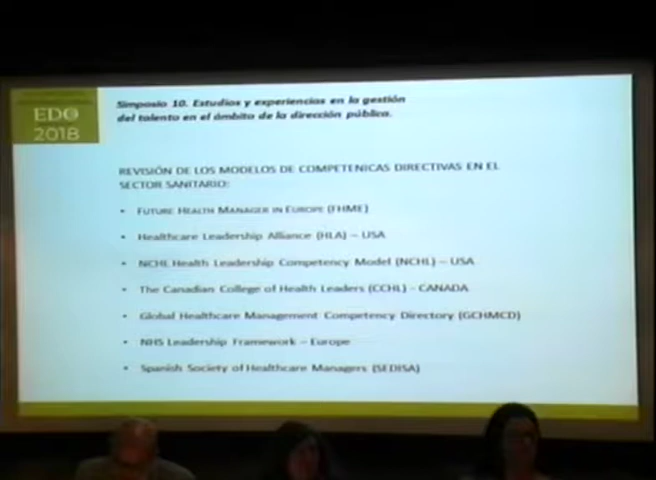 EDO
2018
Simposio 10. Estudios y experiencias en la gestión
del talento en el ámbito de la dirección pública.
REVISIÓN DE LOS MODELOS DE COMPETENICAS DIRECTIVAS EN EL
SECTOR SANITARIO:
• FUTURE HEALTH MANAGER IN EUROPE (FHME)
• Healthcare Leadership Alliance (HLA) – USA
• NCHL Health Leadership Competency Model (NCHL) – USA
• The Canadian College of Health Leaders (CCHL) - CANADA
• Global Healthcare Management Competency Directory (GCHMCD)
• NHS Leadership Framework – Europe
• Spanish Society of Healthcare Managers (SEDISA)